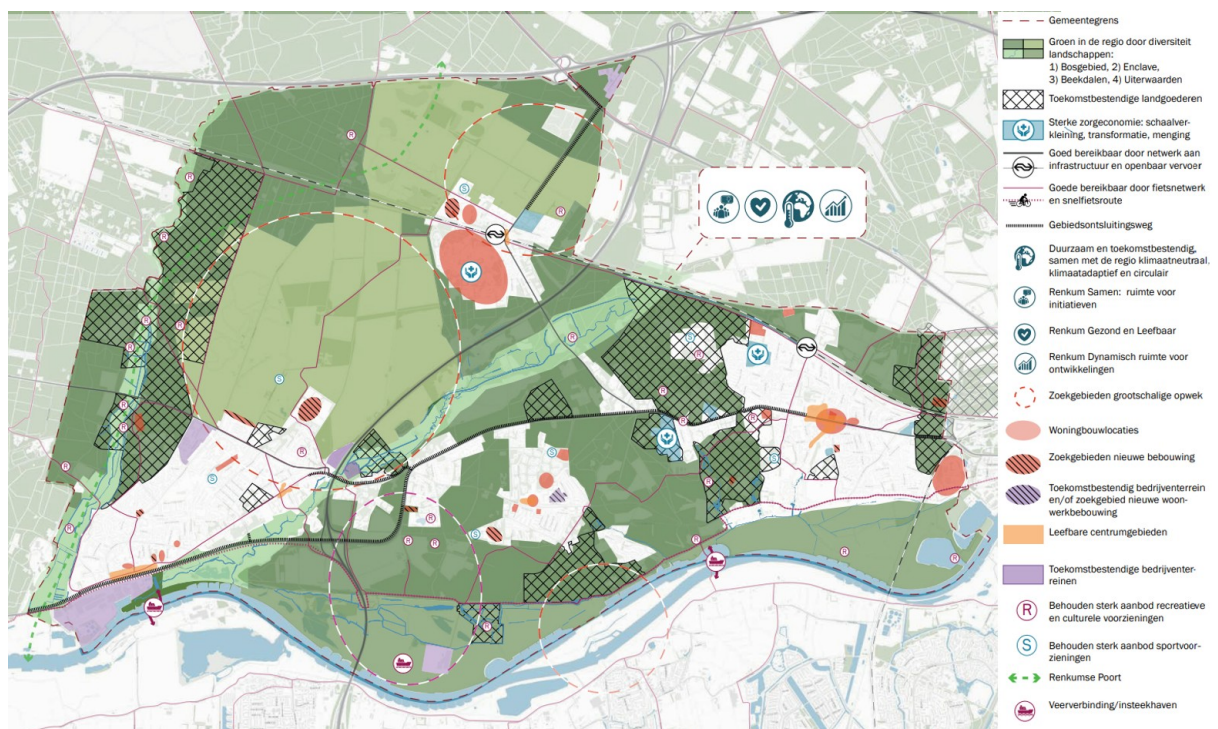 Gemeentegrens
Groen in de regio door diversiteit
landschappen:
1) Bosgebied, 2) Enclave,
3) Beekdalen, 4) Uiterwaarden
Toekomstbestendige landgoederen
Sterke zorgeconomie: schaalver-
kleining, transformatie, menging
Goed bereikbaar door netwerk aan
infrastructuur en openbaar vervoer
Goede bereikbaar door fietsnetwerk
en snelfietsroute
Gebiedsontsluitingsweg
Duurzaam en toekomstbestendig,
samen met de regio klimaatneutraal,
klimaatadaptief en circulair
Renkum Samen: ruimte voor
initiatieven
Renkum Gezond en Leefbaar
Renkum Dynamisch ruimte voor
ontwikkelingen
Zoekgebieden grootschalige opwek
Woningbouwlocaties
Zoekgebieden nieuwe bebouwing
Toekomstbestendig bedrijventerrein
en/of zoekgebied nieuwe woon-
werkbebouwing
Leefbare centrumgebieden
Toekomstbestendige bedrijventer-
reinen
R
Behouden sterk aanbod recreatieve
en culturele voorzieningen
S
Behouden sterk aanbod sportvoor-
zieningen
Renkumse Poort
Veerverbinding/insteekhaven